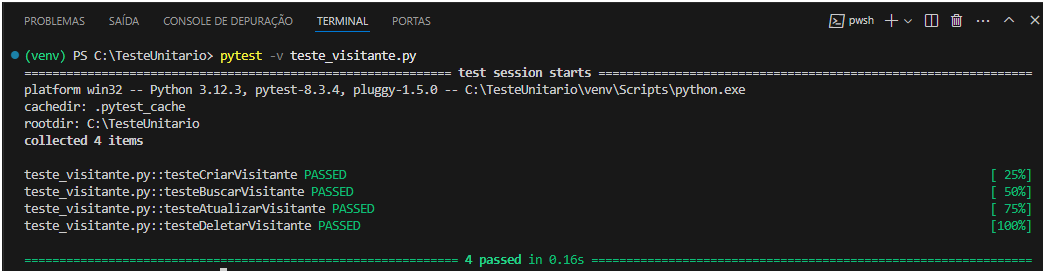 PROBLEMAS SAÍDA CONSOLE DE DEPURAÇÃO TERMINAL PORTAS pwsh
(venv) PS C:\TesteUnitario> pytest -v teste_visitante.py
============================================================= test session starts ==============================================================
platform win32 -- Python 3.12.3, pytest-8.3.4, pluggy-1.5.0 -- C:\TesteUnitario\venv\Scripts\python.exe
cachedir: .pytest_cache
rootdir: C:\TesteUnitario
collected 4 items
teste_visitante.py::testeCriarVisitante PASSED [ 25%]
teste_visitante.py::testeBuscarVisitante PASSED [ 50%]
teste_visitante.py::testeAtualizarVisitante PASSED [ 75%]
teste_visitante.py::testeDeletarVisitante PASSED [100%]
============================================================== 4 passed in 0.16s ===============================================================